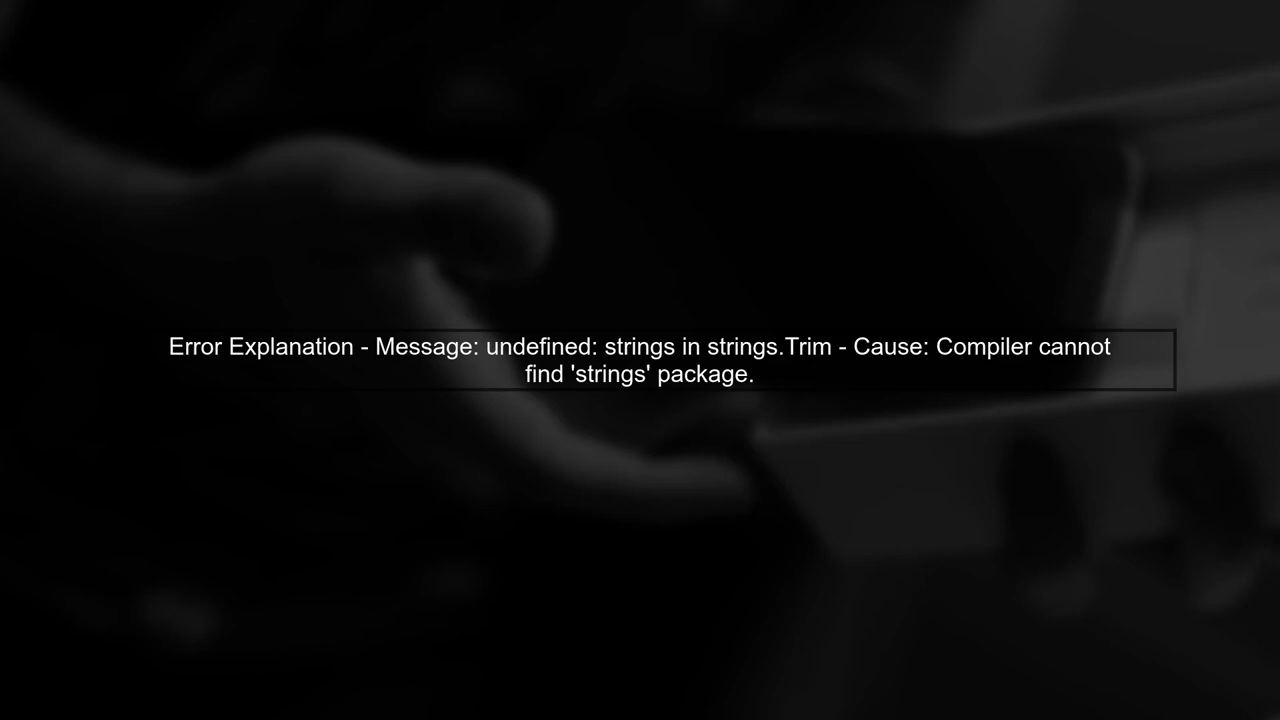 Error Explanation - Message: undefined: strings in strings.Trim - Cause: Compiler cannot
find 'strings' package.